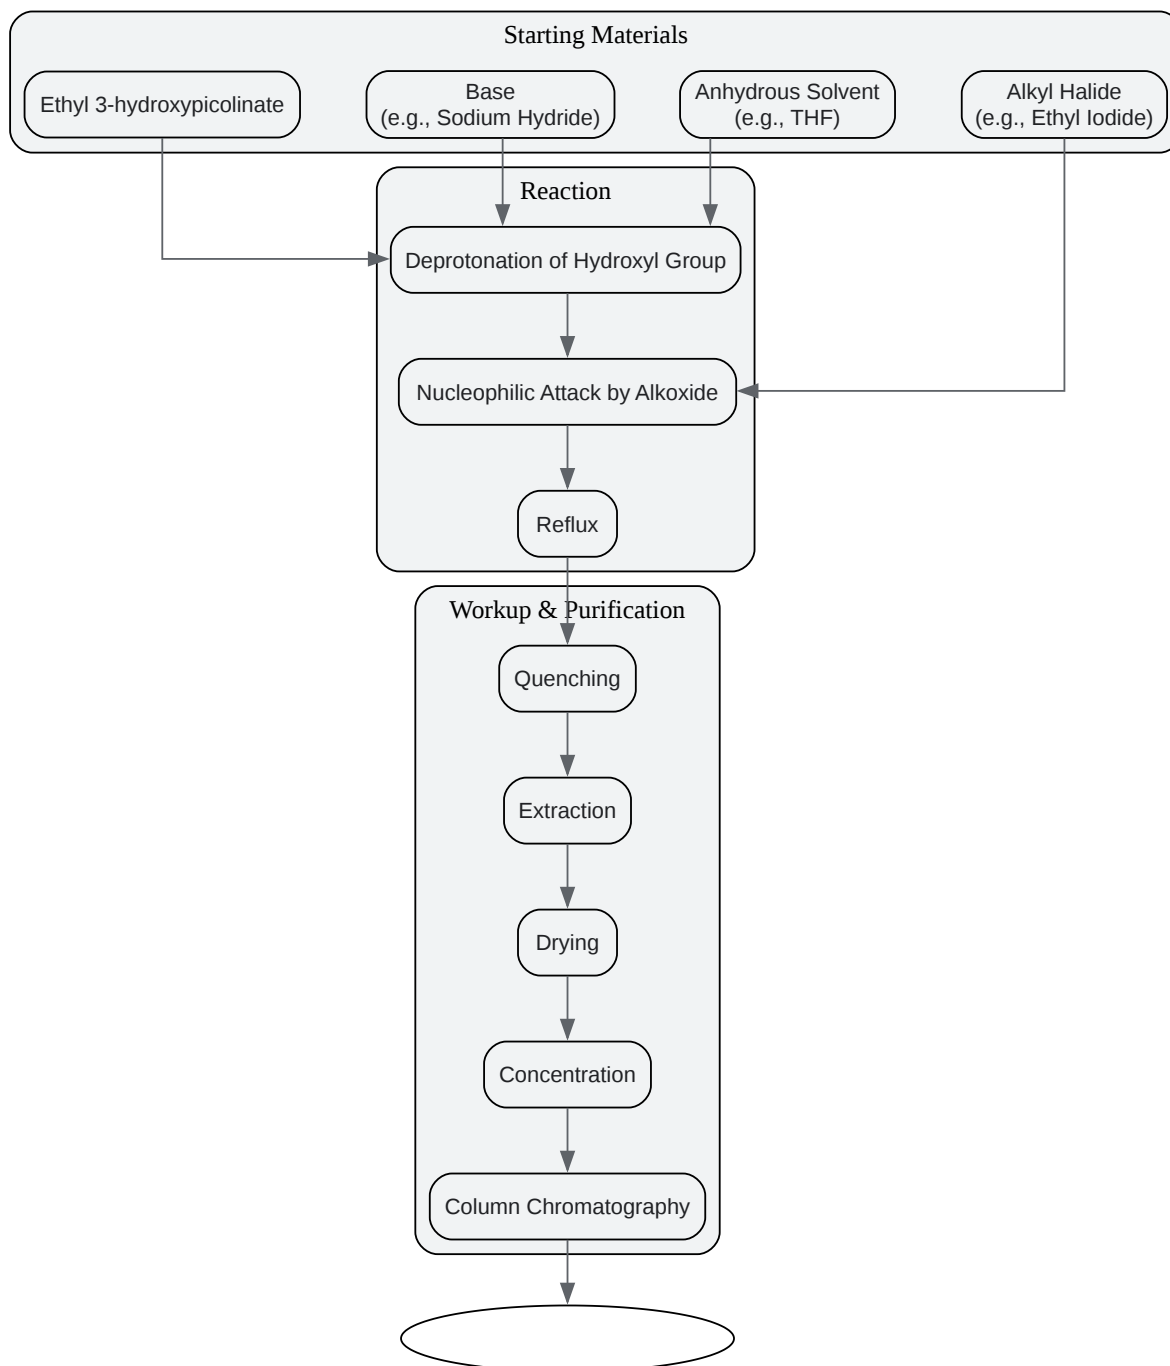 Starting Materials
Ethyl 3-hydroxypicolinate
Base
(e.g., Sodium Hydride)
Anhydrous Solvent
(e.g., THF)
Alkyl Halide
(e.g., Ethyl Iodide)
Reaction
Deprotonation of Hydroxyl Group
Nucleophilic Attack by Alkoxide
Reflux
Workup & Purification
Quenching
Extraction
Drying
Concentration
Column Chromatography